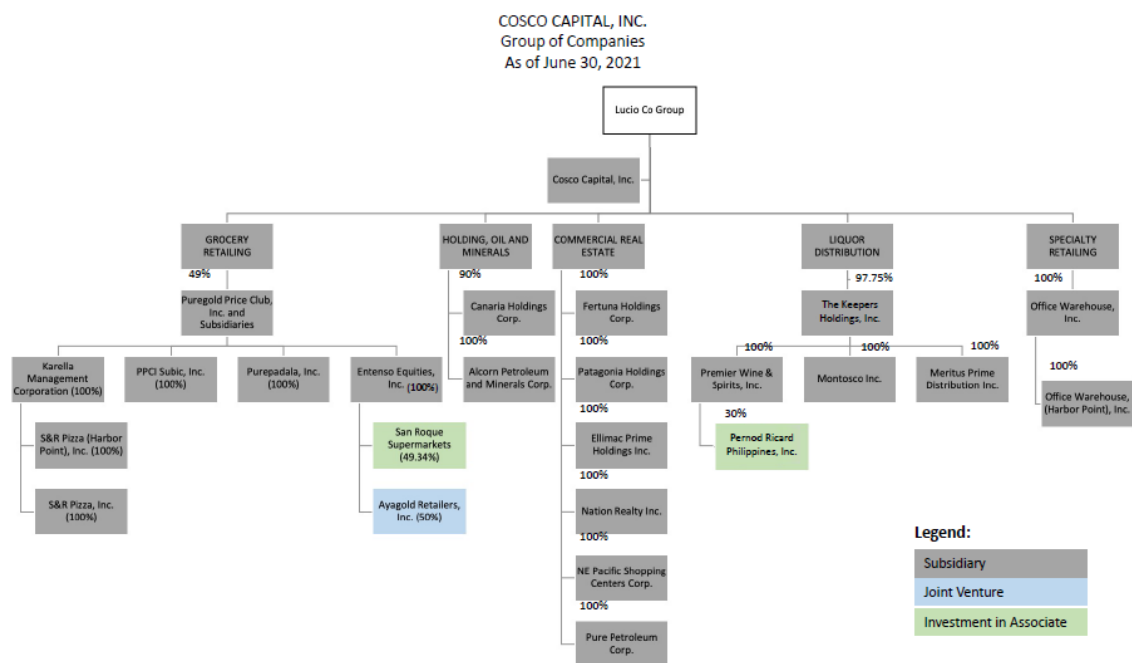 COSCO CAPITAL, INC.
Group of Companies
As of June 30, 2021
Lucio Co Group
Cosco Capital, Inc.
GROCERY
RETAILING
49%
Puregold Price Club,
Inc. and
Subsidiaries
Karella
Management
Corporation (100%)
PPCI Subic, Inc.
(100%)
Purepadala, Inc.
(100%)
Entenso Equities,
Inc. (100%)
S&R Pizza (Harbor
Point), Inc. (100%)
S&R Pizza, Inc.
(100%)
San Roque
Supermarkets
(49.34%)
Ayagold Retailers,
Inc. (50%)
HOLDING, OIL AND
MINERALS
90%
Canaria Holdings
Corp.
100%
Alcorn Petroleum
and Minerals Corp.
COMMERCIAL REAL
ESTATE
100%
Fertuna Holdings
Corp.
100%
Patagonia Holdings
Corp.
100%
Ellimac Prime
Holdings Inc.
100%
Nation Realty Inc.
100%
NE Pacific Shopping
Centers Corp.
100%
Pure Petroleum
Corp.
LIQUOR
DISTRIBUTION
97.75%
The Keepers
Holdings, Inc.
100%
Premier Wine &
Spirits, Inc.
100%
Montosco Inc.
100%
Meritus Prime
Distribution Inc.
30%
Pernod Ricard
Philippines, Inc.
SPECIALTY
RETAILING
100%
Office Warehouse,
Inc.
100%
Office Warehouse,
(Harbor Point), Inc.
Legend:
Subsidiary
Joint Venture
Investment in Associate